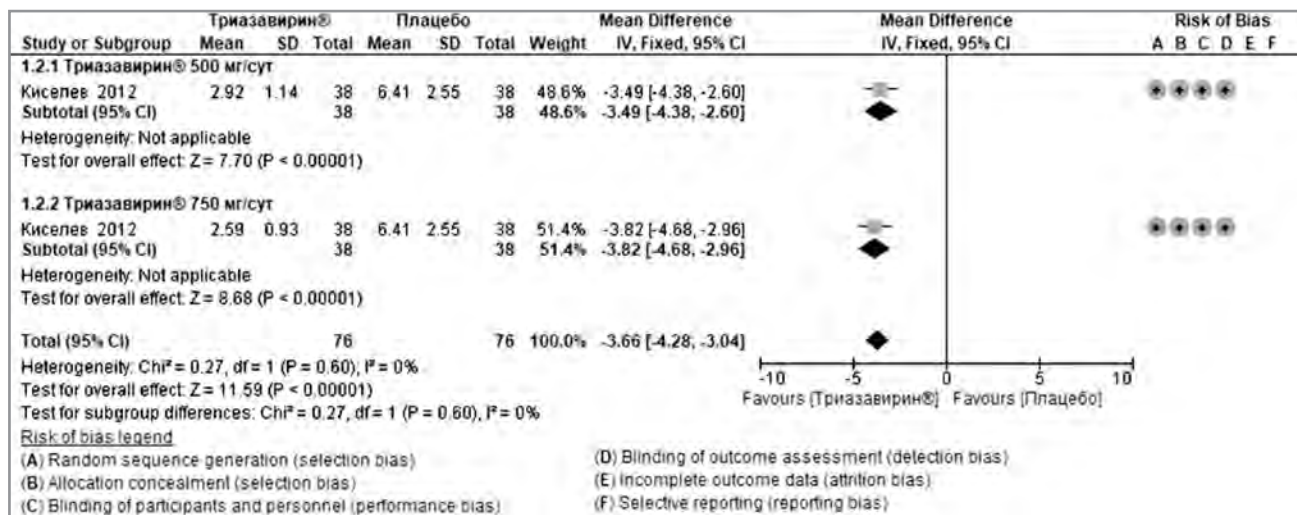 Триазавирин® Плацебо Mean Difference Mean Difference Risk of Bias
Study or Subgroup Mean SD Total Mean SD Total Weight IV, Fixed, 95% CI IV, Fixed, 95% CI A B C D E F
1.2.1 Триазавирин® 500 мг/сут
Киселев 2012 2.92 1.14 38 6.41 2.55 38 48.6% -3.49 [-4.38, -2.60]
Subtotal (95% CI) 38 38 48.6% -3.49 [-4.38, -2.60]
Heterogeneity: Not applicable
Test for overall effect: Z = 7.70 (P < 0.00001)
1.2.2 Триазавирин® 750 мг/сут
Киселев 2012 2.59 0.93 38 6.41 2.55 38 51.4% -3.82 [-4.68, -2.96]
Subtotal (95% CI) 38 38 51.4% -3.82 [-4.68, -2.96]
Heterogeneity: Not applicable
Test for overall effect: Z = 8.68 (P < 0.00001)
Total (95% CI) 76 76 100.0% -3.66 [-4.28, -3.04]
Heterogeneity: Chi² = 0.27, df = 1 (P = 0.60); I² = 0%
Test for overall effect: Z = 11.59 (P < 0.00001)
Test for subgroup differences: Chi² = 0.27, df = 1 (P = 0.60), I² = 0%
-10 -5 0 5 10
Favours [Триазавирин®] Favours [Плацебо]
Risk of bias legend
(A) Random sequence generation (selection bias)
(B) Allocation concealment (selection bias)
(C) Blinding of participants and personnel (performance bias)
(D) Blinding of outcome assessment (detection bias)
(E) Incomplete outcome data (attrition bias)
(F) Selective reporting (reporting bias)